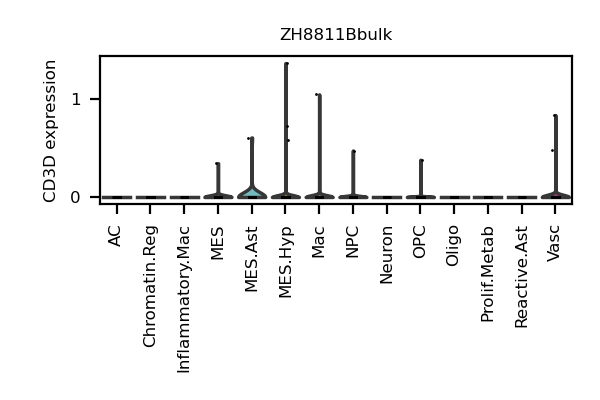 ZH8811Bbulk
CD3D expression
1
0
AC
Chromatin.Reg
Inflammatory.Mac
MES
MES.Ast
MES.Hyp
Mac
NPC
Neuron
OPC
Oligo
Prolif.Metab
Reactive.Ast
Vasc